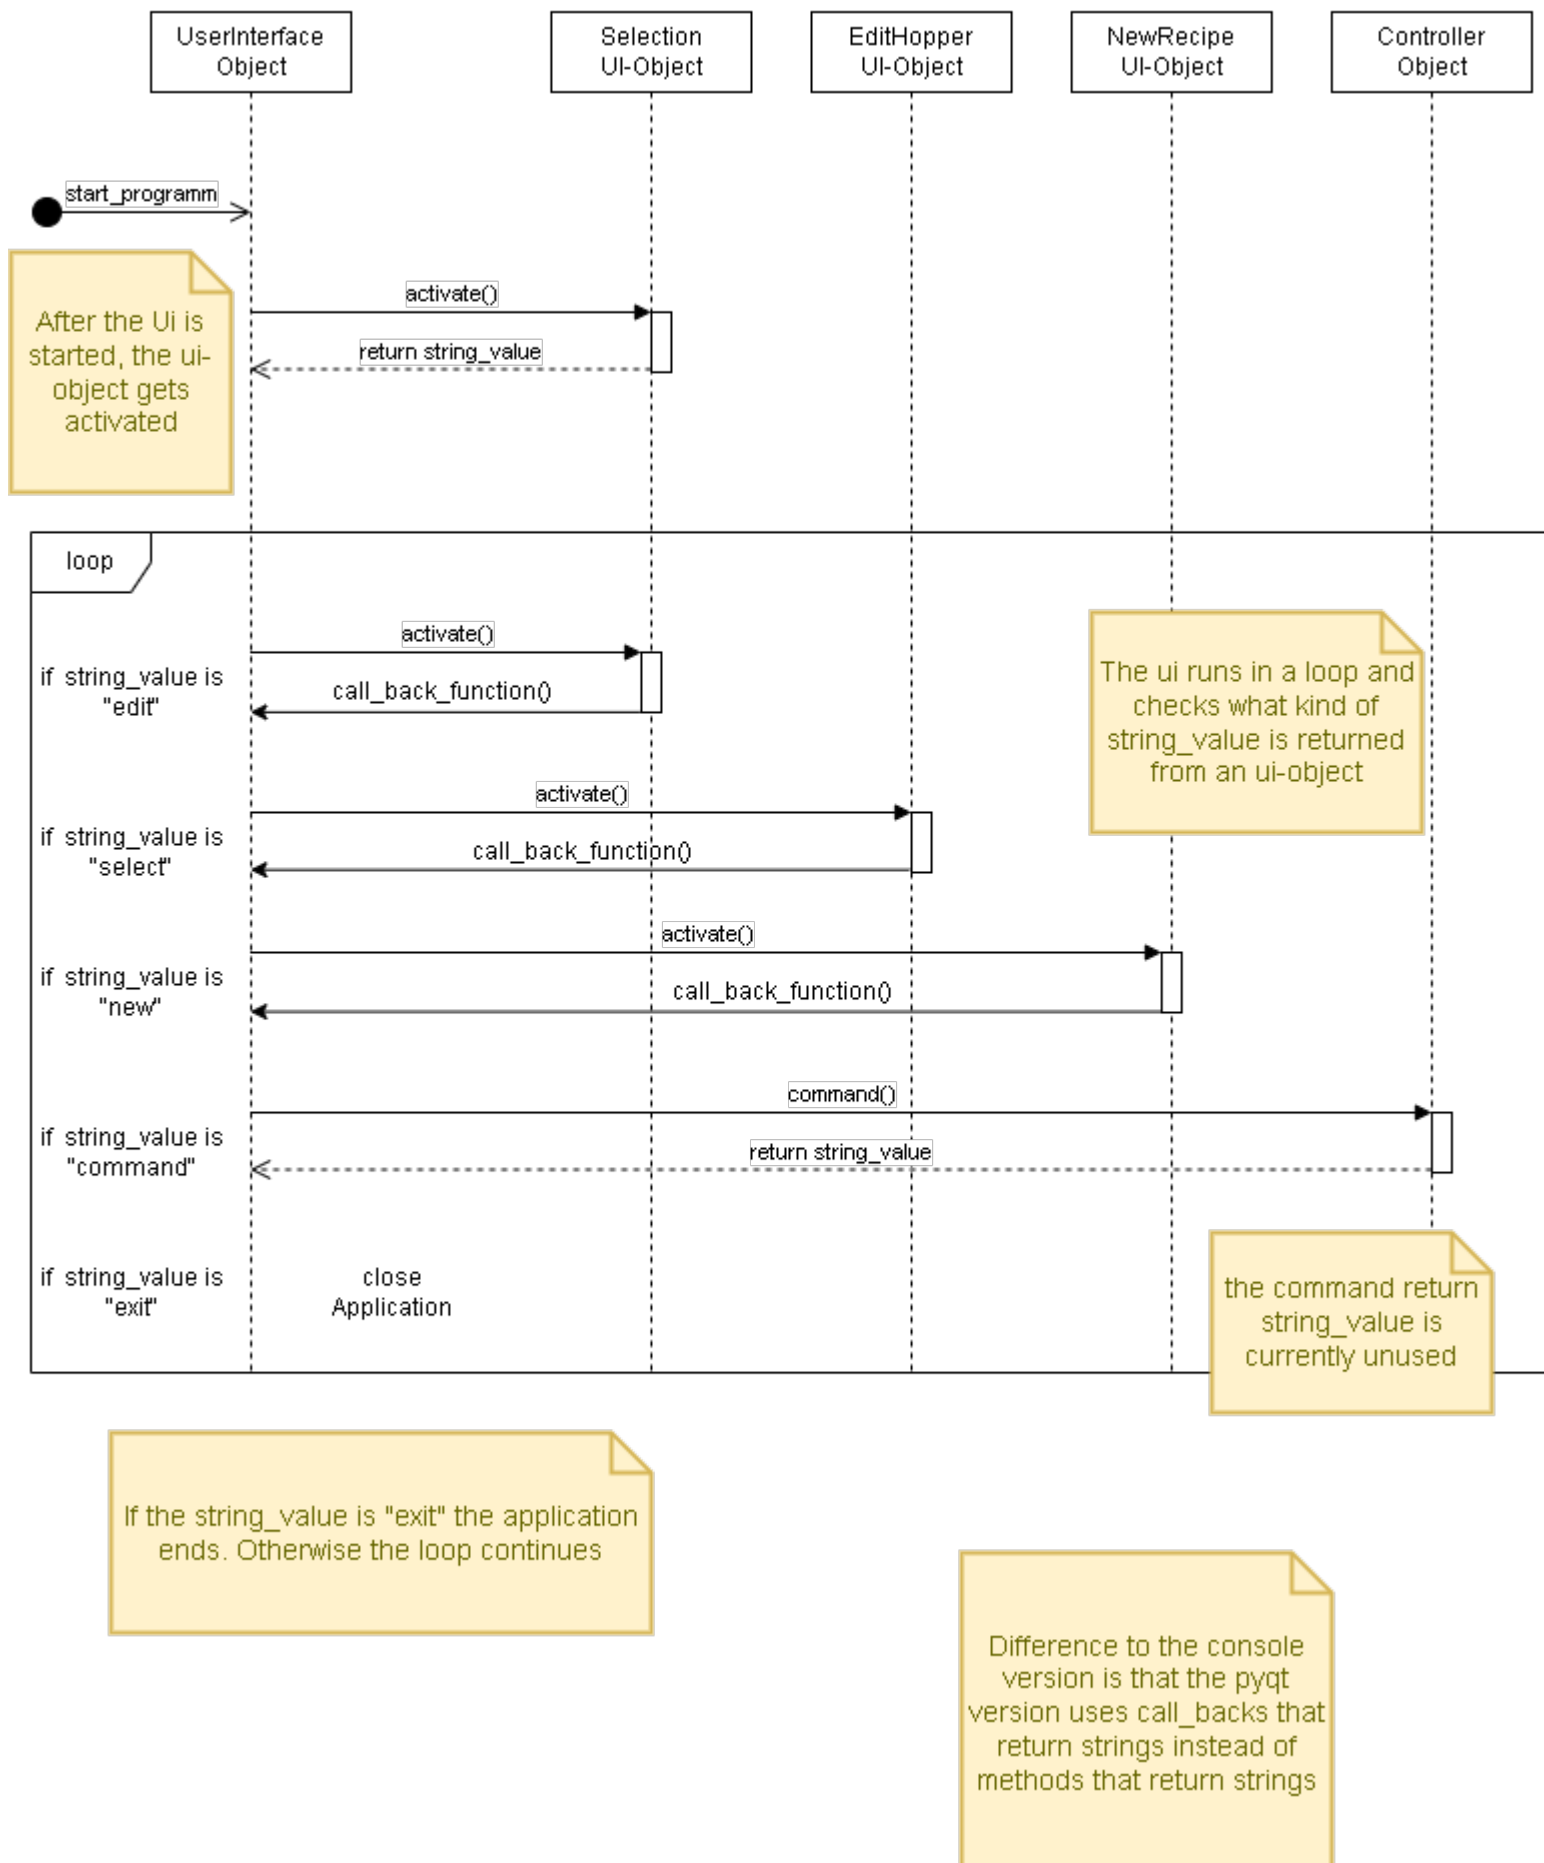 UserInterface
Object
Selection
UI-Object
EditHopper
UI-Object
NewRecipe
UI-Object
Controller
Object
start_programm
After the Ui is
started, the ui-
object gets
activated
activate()
return string_value
loop
activate()
if string_value is
"edit"
call_back_function()
The ui runs in a loop and
checks what kind of
string_value is returned
from an ui-object
activate()
if string_value is
"select"
call_back_function()
activate()
if string_value is
"new"
call_back_function()
command()
if string_value is
"command"
return string_value
if string_value is
"exit"
close
Application
the command return
string_value is
currently unused
If the string_value is "exit" the application
ends. Otherwise the loop continues
Difference to the console
version is that the pyqt
version uses call_backs that
return strings instead of
methods that return strings